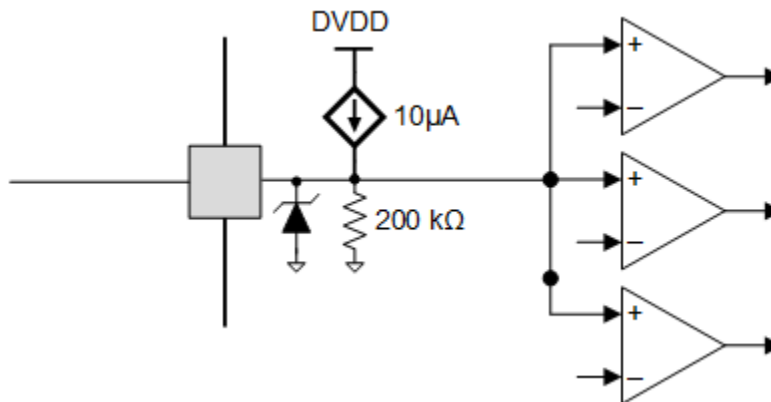 DVDD
10µA
200 kΩ
+
–
+
–
+
–